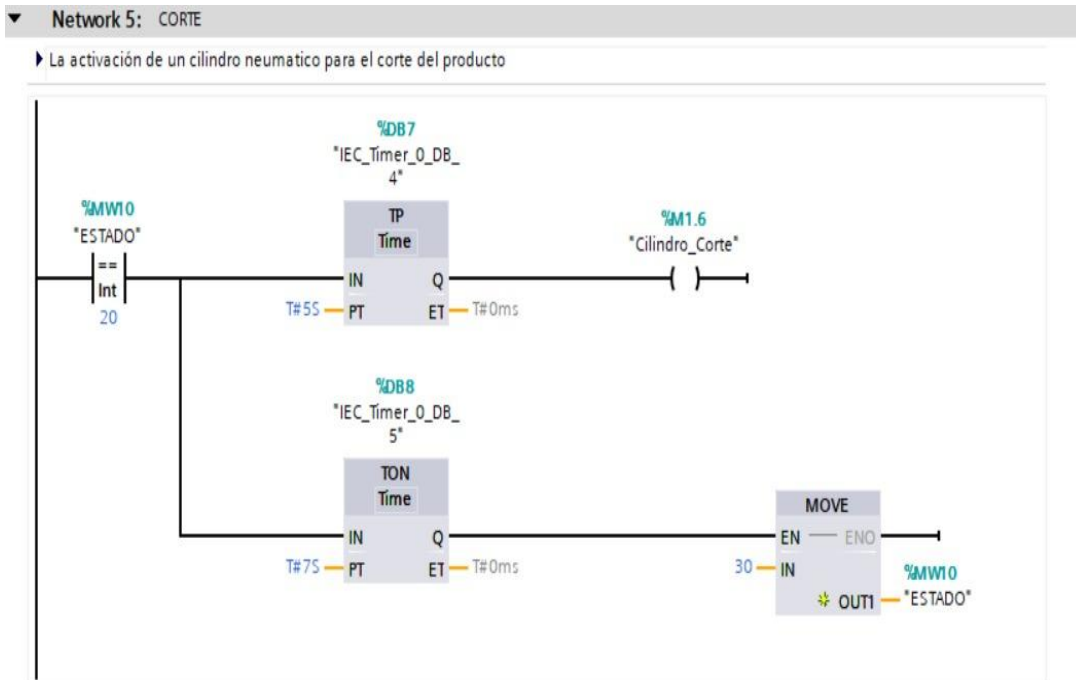 Network 5: CORTE
La activación de un cilindro neumatico para el corte del producto
%DB7
"IEC_Timer_0_DB_
4"
%MW10
"ESTADO"
==
Int
20
TP
Time
IN
Q
T#5S
PT
ET
T#0ms
%M1.6
"Cilindro_Corte"
%DB8
"IEC_Timer_0_DB_
5"
TON
Time
IN
Q
T#7S
PT
ET
T#0ms
MOVE
EN
ENO
30
IN
OUT1
%MW10
"ESTADO"